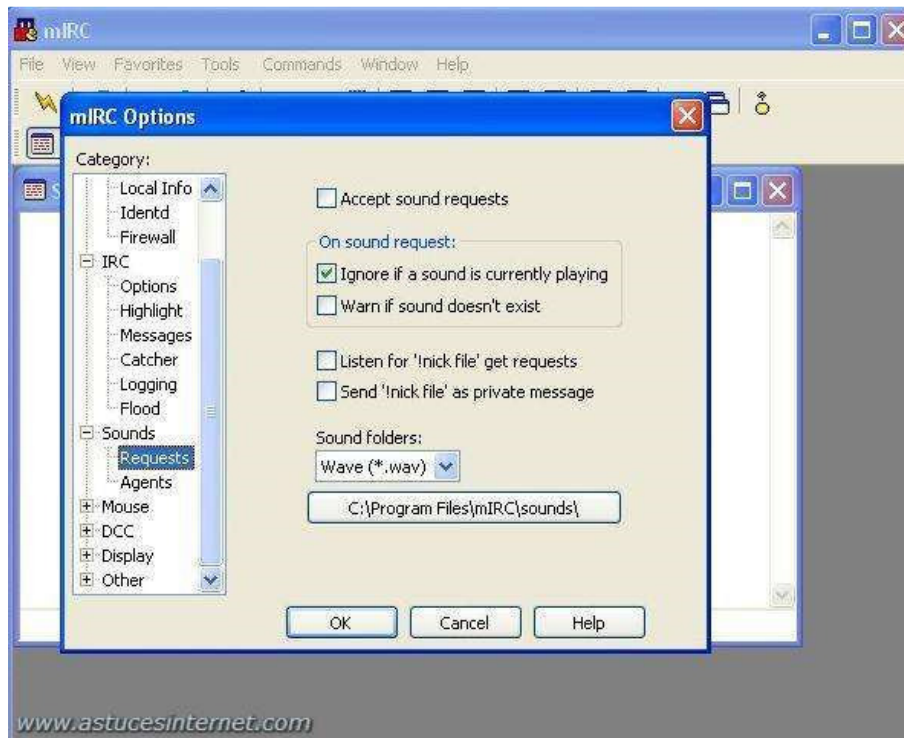 mIRC
File View Favorites Tools Commands Window Help
mIRC Options
Category:
Local Info
Identd
Firewall
IRC
Options
Highlight
Messages
Catcher
Logging
Flood
Sounds
Requests
Agents
Mouse
DCC
Display
Other
Accept sound requests
On sound request:
Ignore if a sound is currently playing
Warn if sound doesn't exist
Listen for '!nick file' get requests
Send '!nick file' as private message
Sound folders:
Wave (*.wav)
C:\Program Files\mIRC\sounds\
OK Cancel Help
www.astucesinternet.com